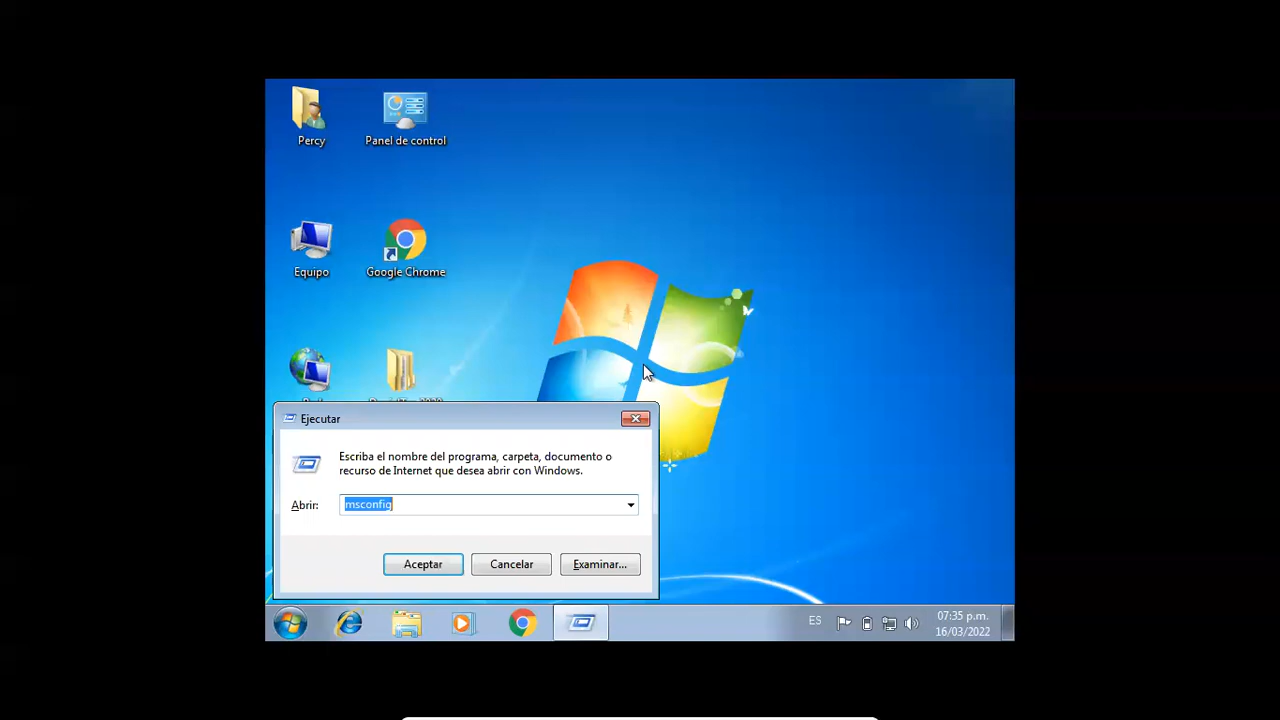 Percy
Panel de control
Equipo
Google Chrome
Ejecutar
Escriba el nombre del programa, carpeta, documento o
recurso de Internet que desea abrir con Windows.
Abrir:
msconfig
Aceptar
Cancelar
Examinar...
ES
07:35 p.m.
16/03/2022